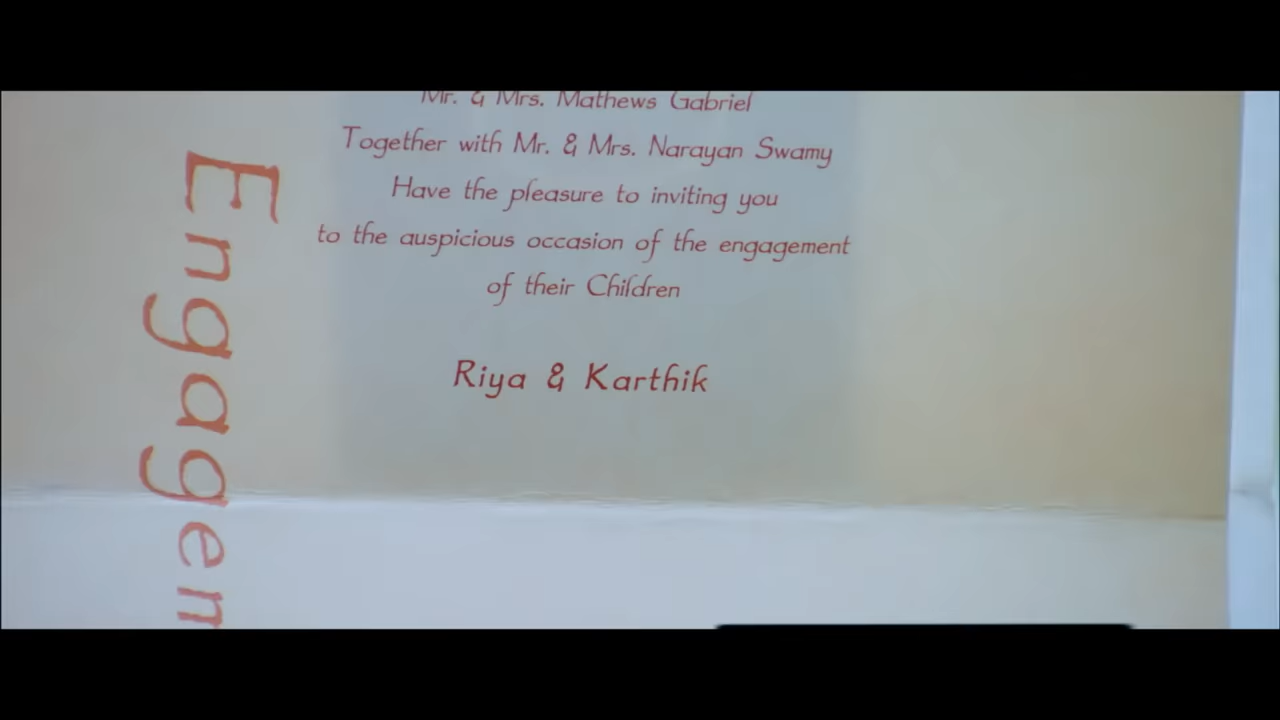 Mr. & Mrs. Mathews Gabriel
Together with Mr. & Mrs. Narayan Swamy
Have the pleasure to inviting you
to the auspicious occasion of the engagement
of their Children
Riya & Karthik
Engagem